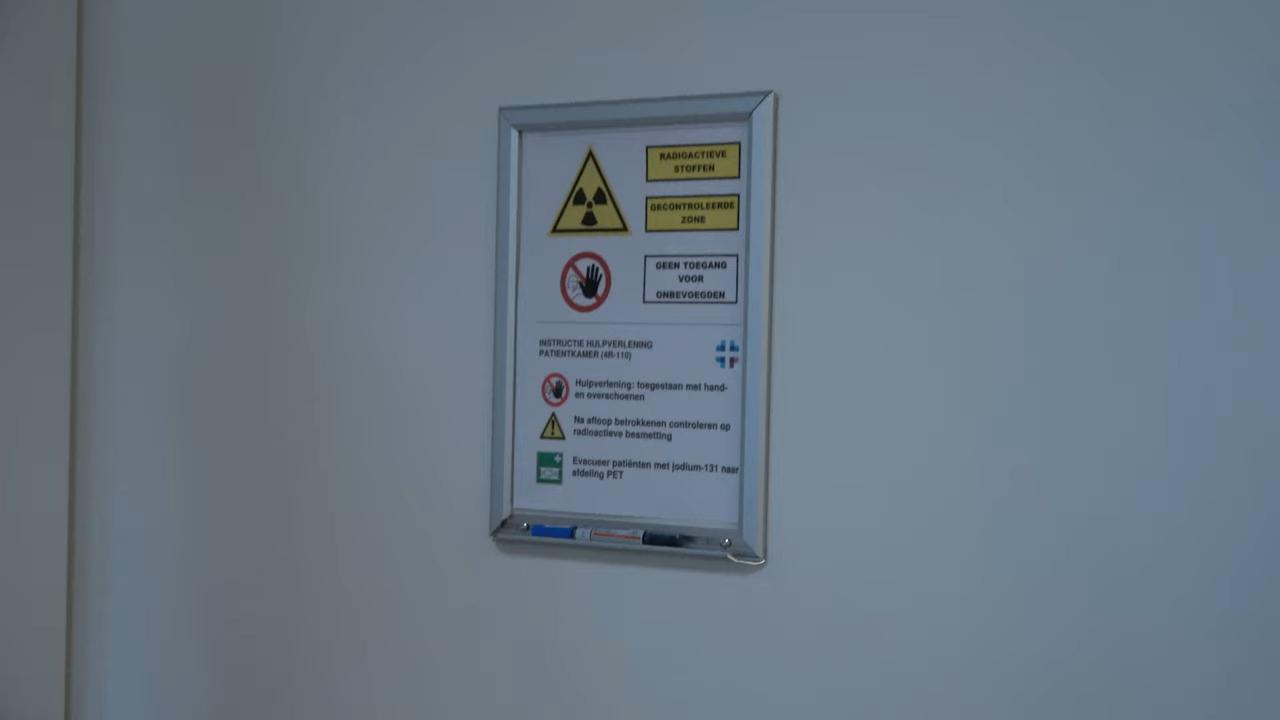 RADIOACTIEVE
STOFFEN
GECONTROLEERDE
ZONE
GEEN TOEGANG
VOOR
ONBEVOEGDEN
INSTRUCTIE HULPVERLENING
PATIENTKAMER (4R-110)
Hulpverlening: toegestaan met hand-
en overschoenen
Na afloop betrokkenen controleren op
radioactieve besmetting
Evacueer patiënten met jodium-131 naar
afdeling PET